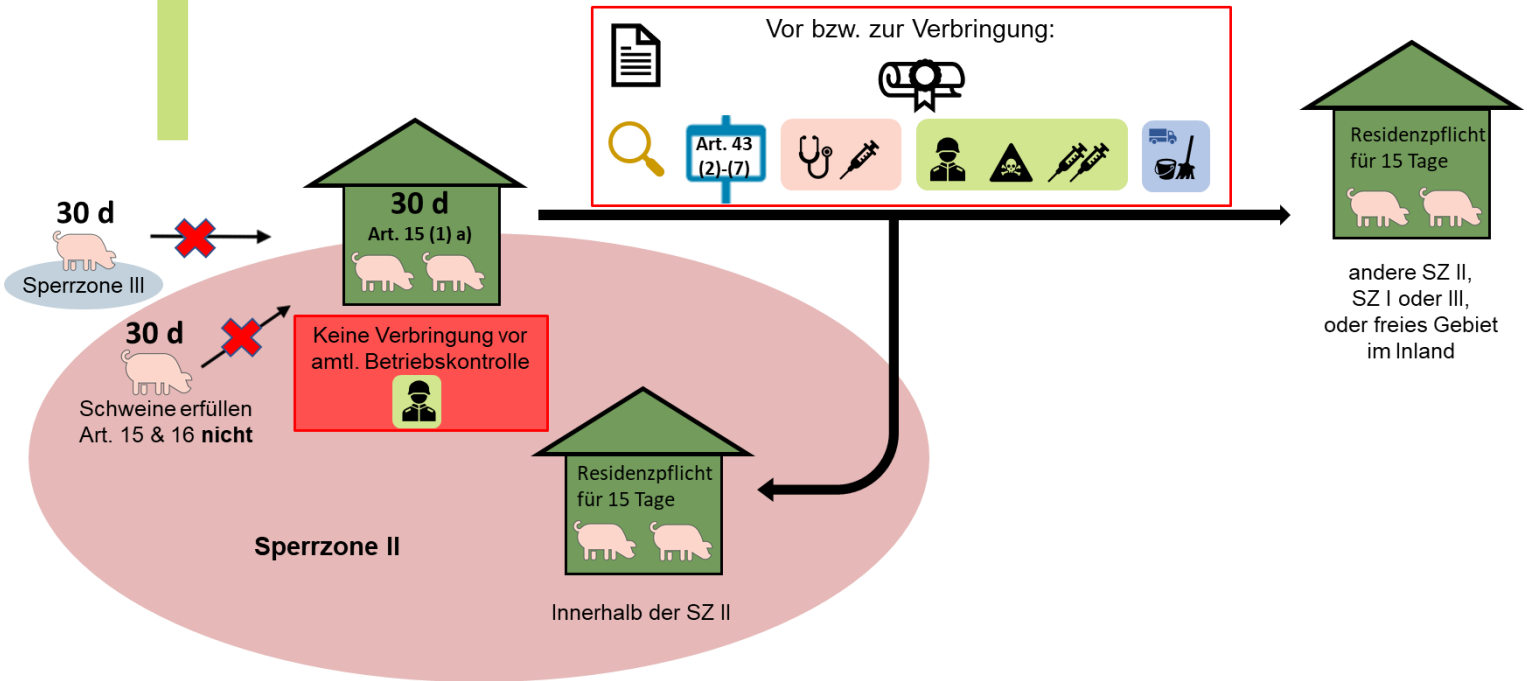 Vor bzw. zur Verbringung:
Art. 43
(2)-(7)
30 d
Sperrzone III
30 d
Art. 15 (1) a)
30 d
Schweine erfüllen
Art. 15 & 16 nicht
Keine Verbringung vor
amtl. Betriebskontrolle
Residenzpflicht
für 15 Tage
andere SZ II,
SZ I oder III,
oder freies Gebiet
im Inland
Residenzpflicht
für 15 Tage
Sperrzone II
Innerhalb der SZ II